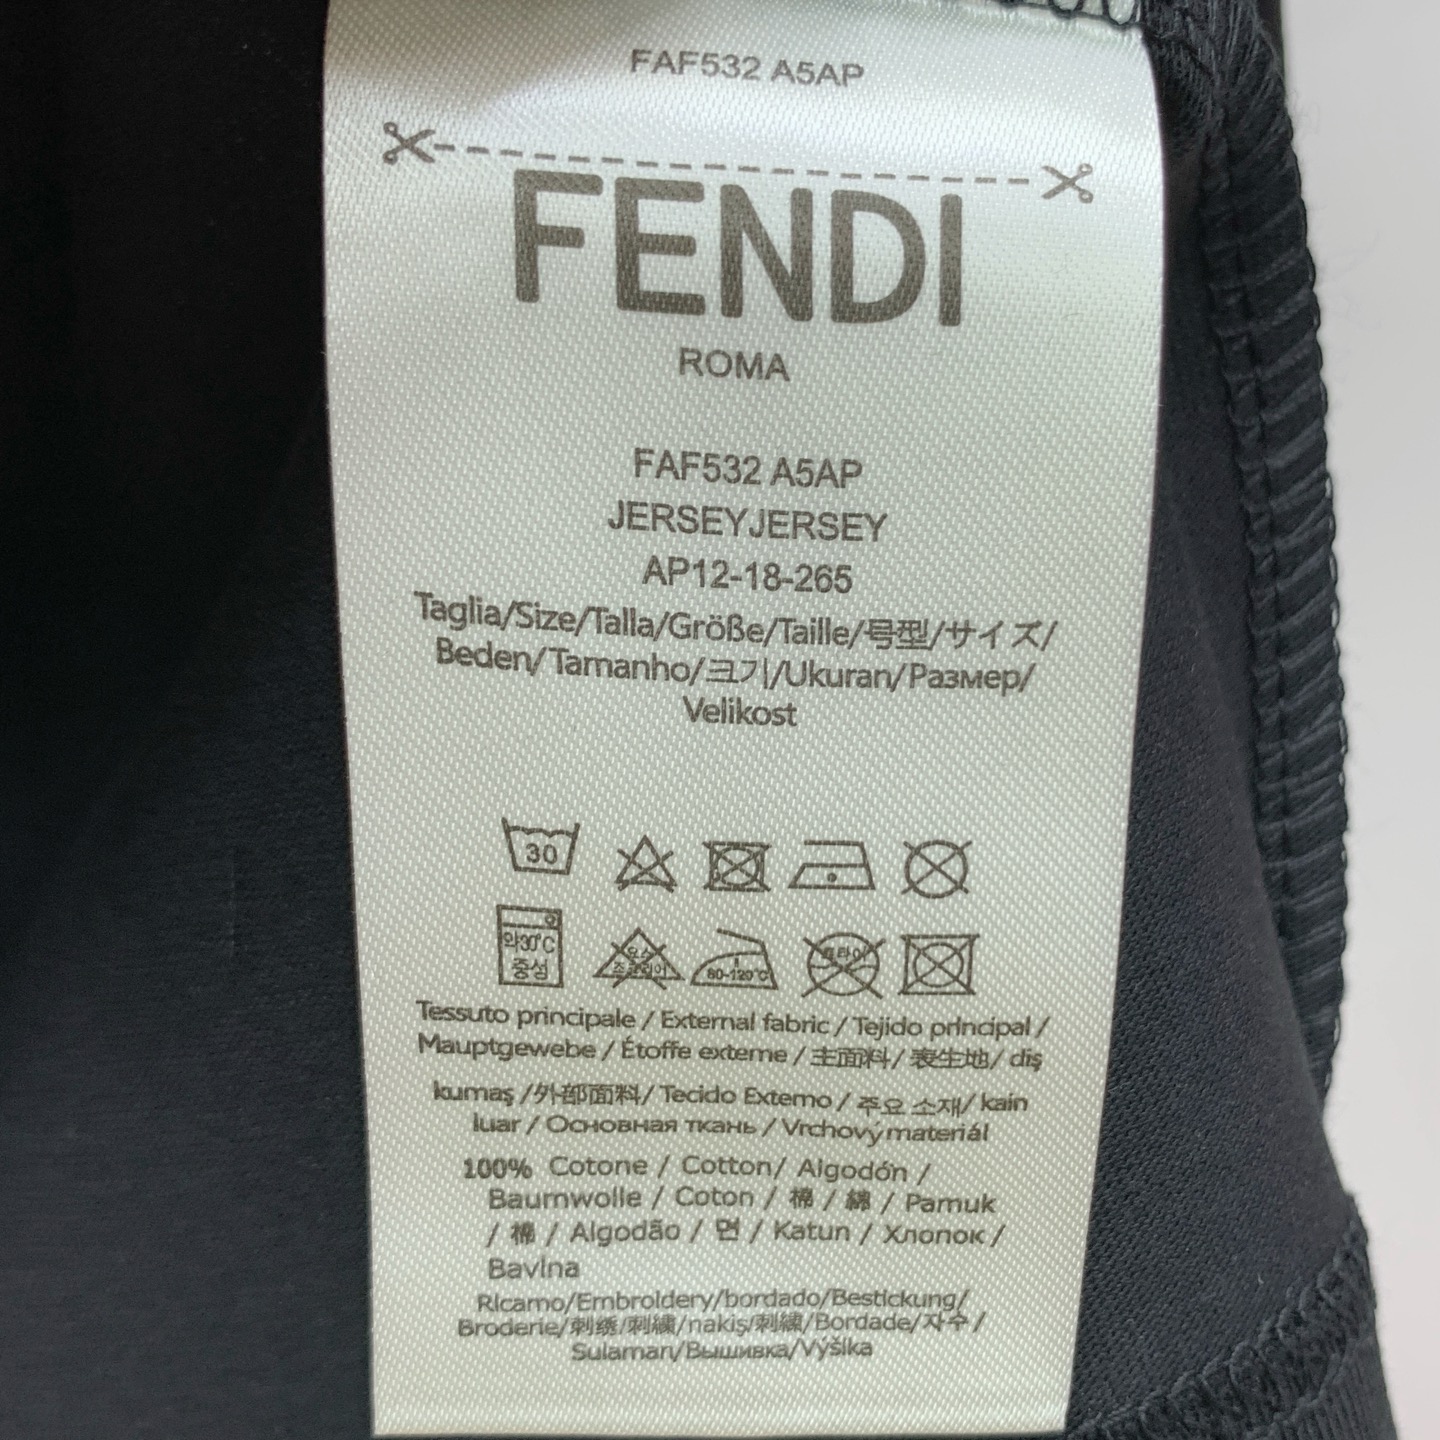 FAF532 A5AP
FENDI
ROMA
FAF532 A5AP
JERSEYJERSEY
AP12-18-265
Taglia/Size/Talla/Größe/Taille/号型/サイズ/
Beden/Tamanho/크기/Ukuran/Размер/
Velikost
30
약30℃
중성
80-120℃
Tessuto principale / External fabric / Tejido principal /
Mauptgewebe / Étoffe exteme / 主面料/ 表生地/ diş
kumaş /外部面料/ Tecido Extemo / 주요 소재/ kain
luar / Основная ткань / Vrchový materiál
100% Cotone / Cotton/ Algodón /
Baumwolle / Coton / 棉 / 綿 / Pamuk
/ 棉 / Algodão / 면 / Katun / Хлопок /
Bavlna
Ricamo/Embroldery/bordado/Bestickung/
Broderie/刺绣/刺繍/nakiş/刺繡/Bordade/자수/
Sulaman/Вышивка/Výšlka